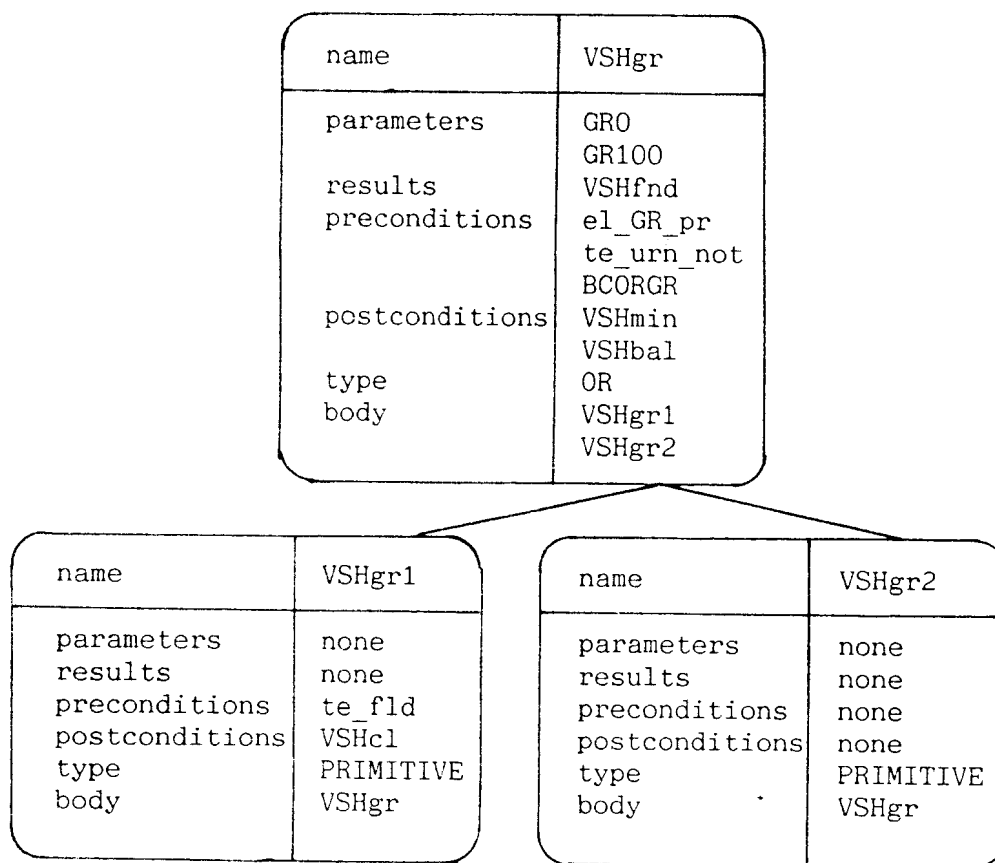 name VSHgr
parameters GR0
GR100
results VSHfnd
preconditions el_GR_pr
te_urn_not
BCORGR
postconditions VSHmin
VSHbal
type OR
body VSHgr1
VSHgr2
name VSHgr1
parameters none
results none
preconditions te_fld
postconditions VSHcl
type PRIMITIVE
body VSHgr
name VSHgr2
parameters none
results none
preconditions none
postconditions none
type PRIMITIVE
body VSHgr